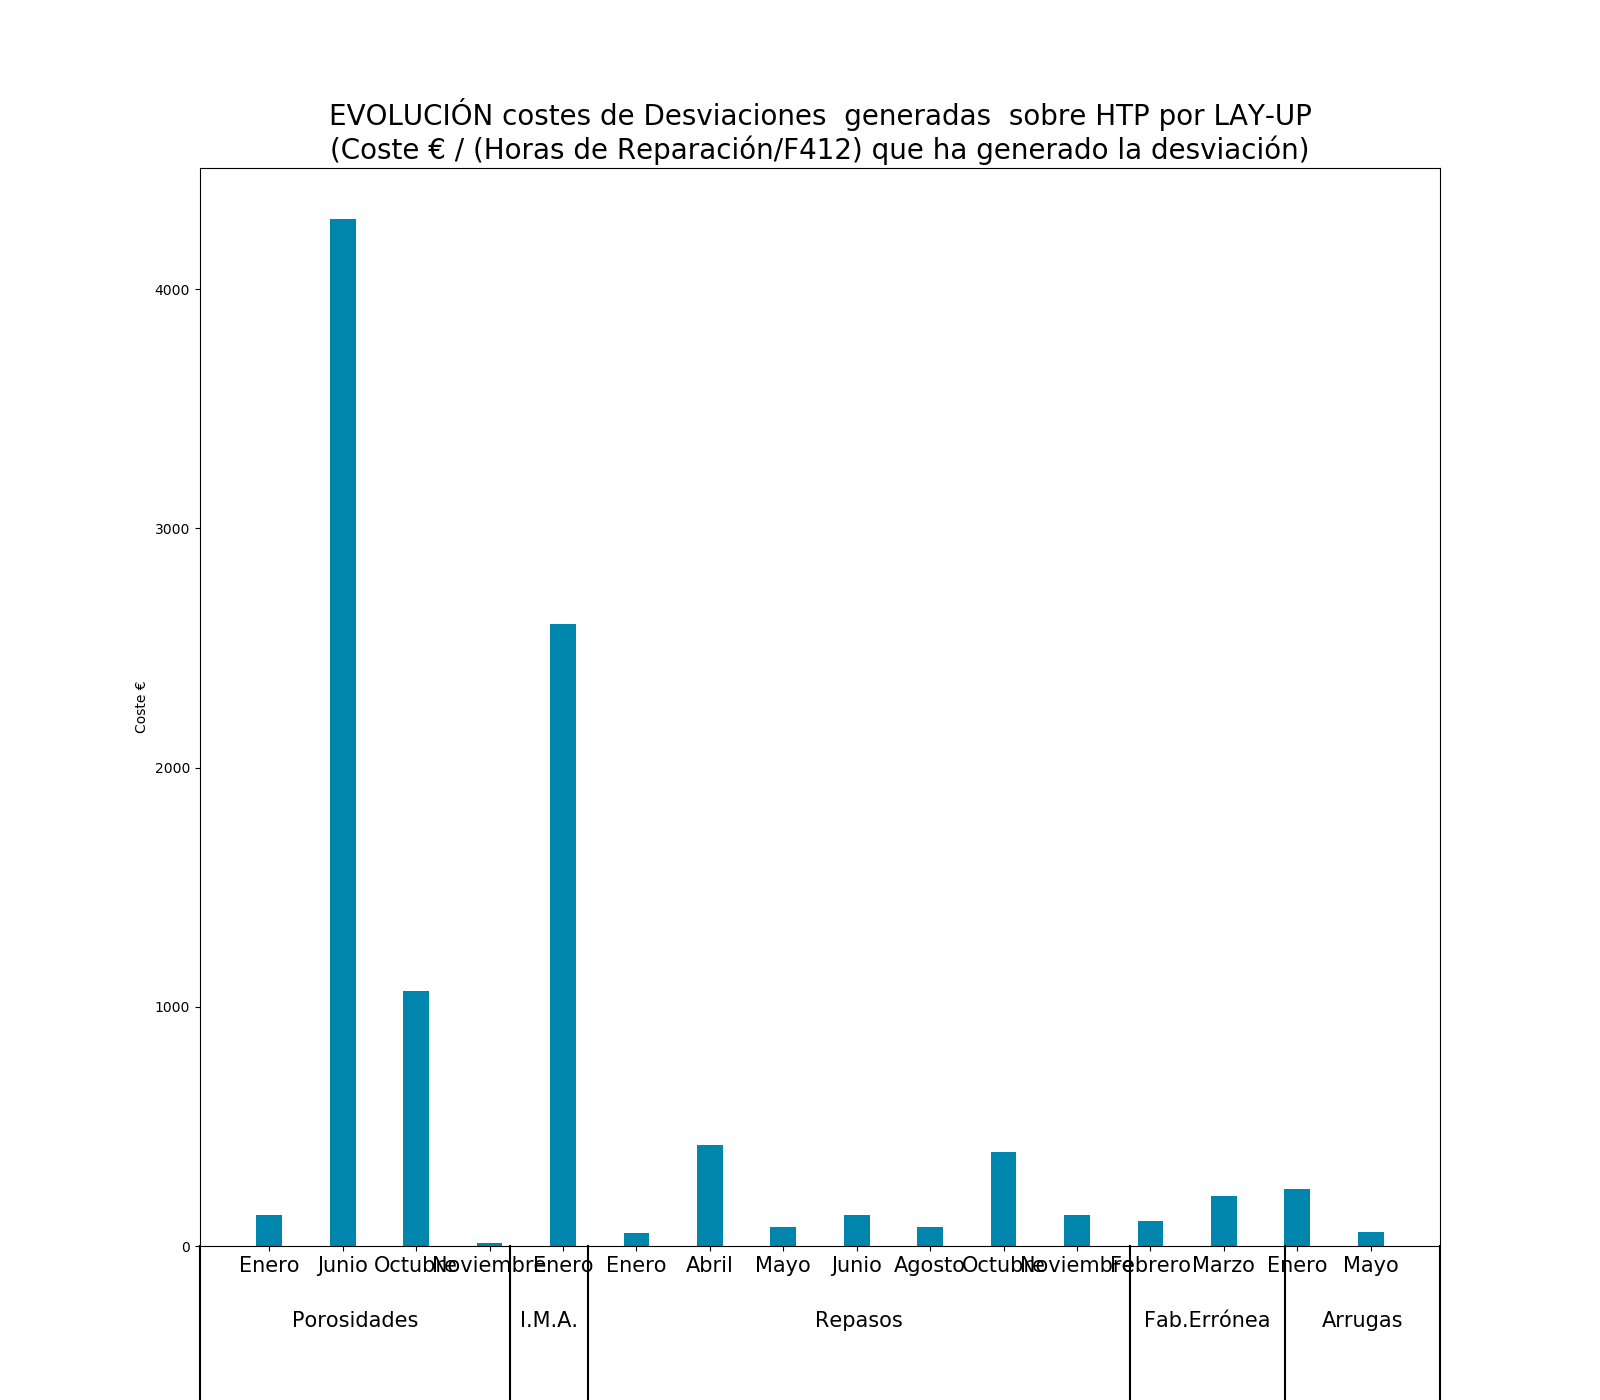 EVOLUCIÓN costes de Desviaciones  generadas  sobre HTP por LAY-UP
(Coste € / (Horas de Reparación/F412) que ha generado la desviación)
Coste €
4000
3000
2000
1000
0
Enero Junio Octubre Noviembre Enero Enero Abril Mayo Junio Agosto Octubre Noviembre Febrero Marzo Enero Mayo
Porosidades I.M.A. Repasos Fab.Errónea Arrugas